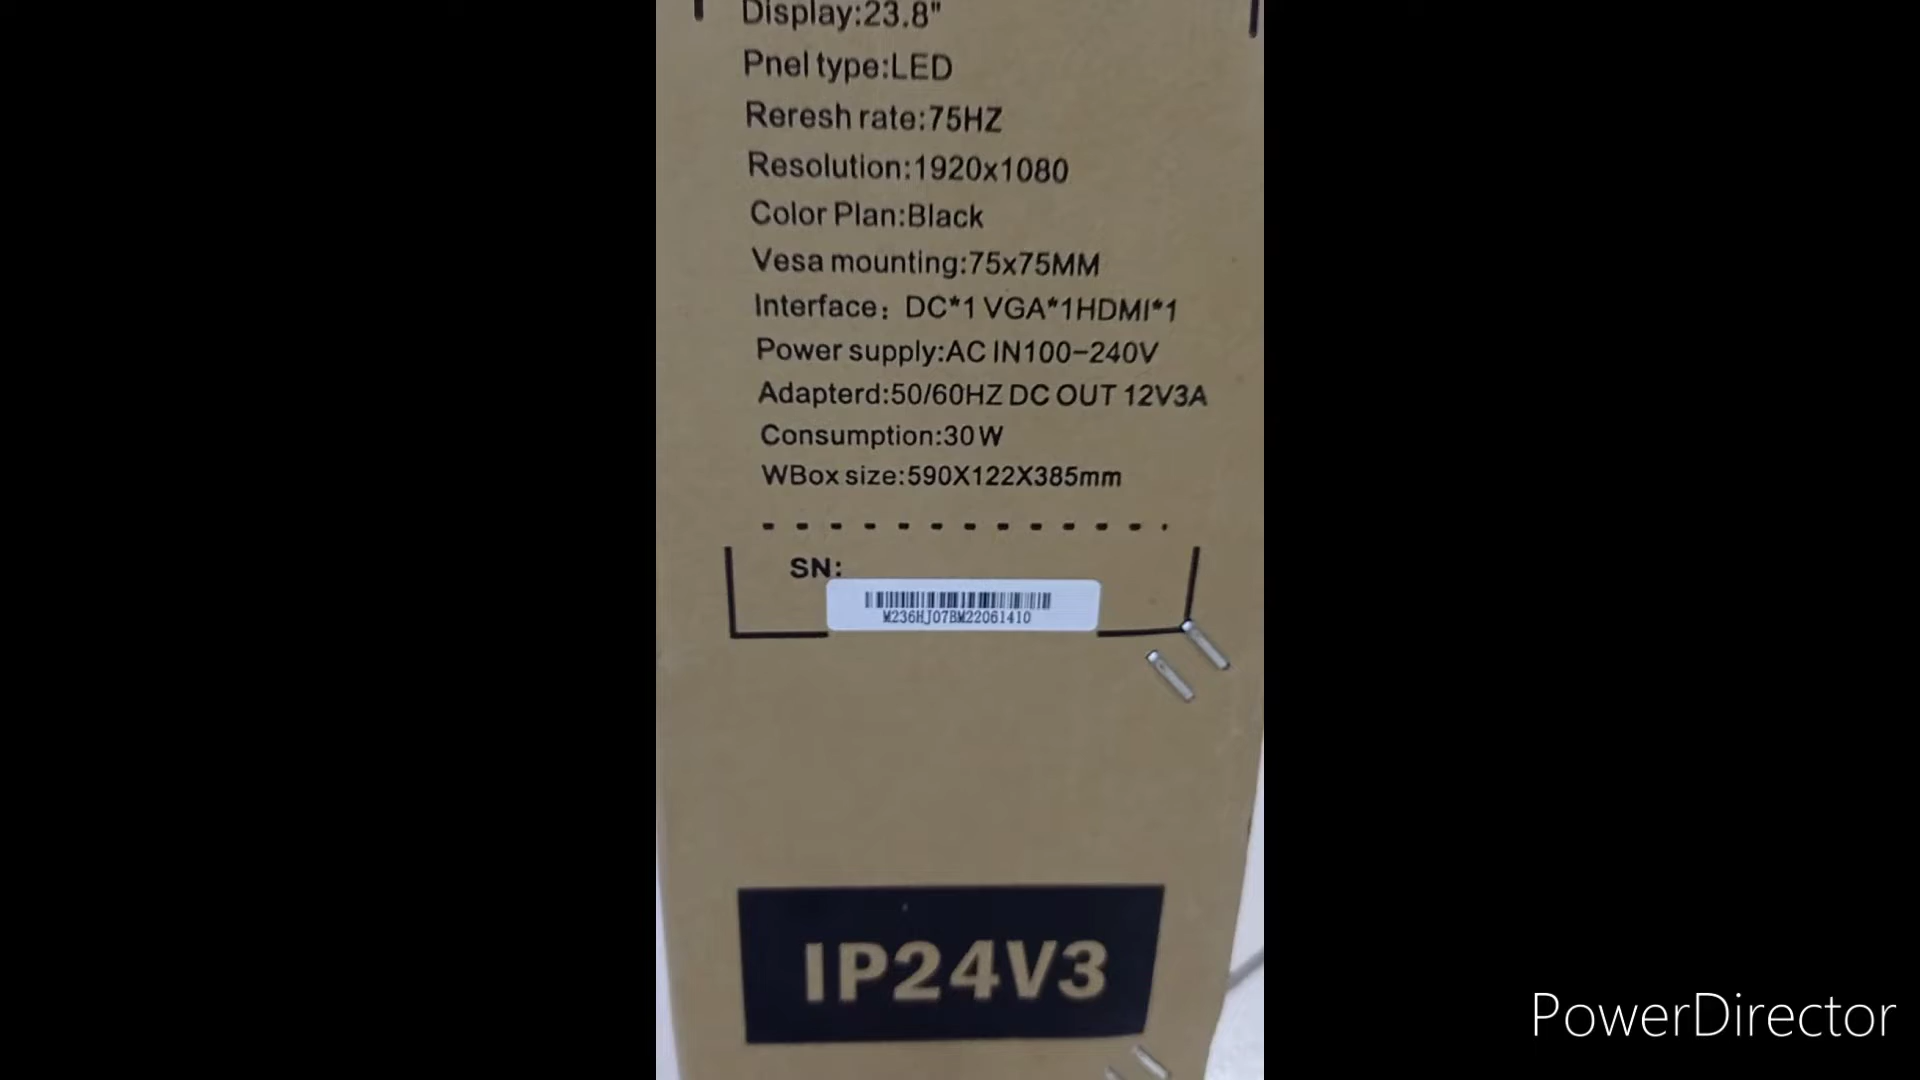 Display:23.8"
Pnel type:LED
Reresh rate:75HZ
Resolution:1920x1080
Color Plan:Black
Vesa mounting:75x75MM
Interface：DC*1 VGA*1HDMI*1
Power supply:AC IN100-240V
Adapterd:50/60HZ DC OUT 12V3A
Consumption:30W
WBox size:590X122X385mm
SN:
M236HJ07BM22061410
IP24V3
PowerDirector